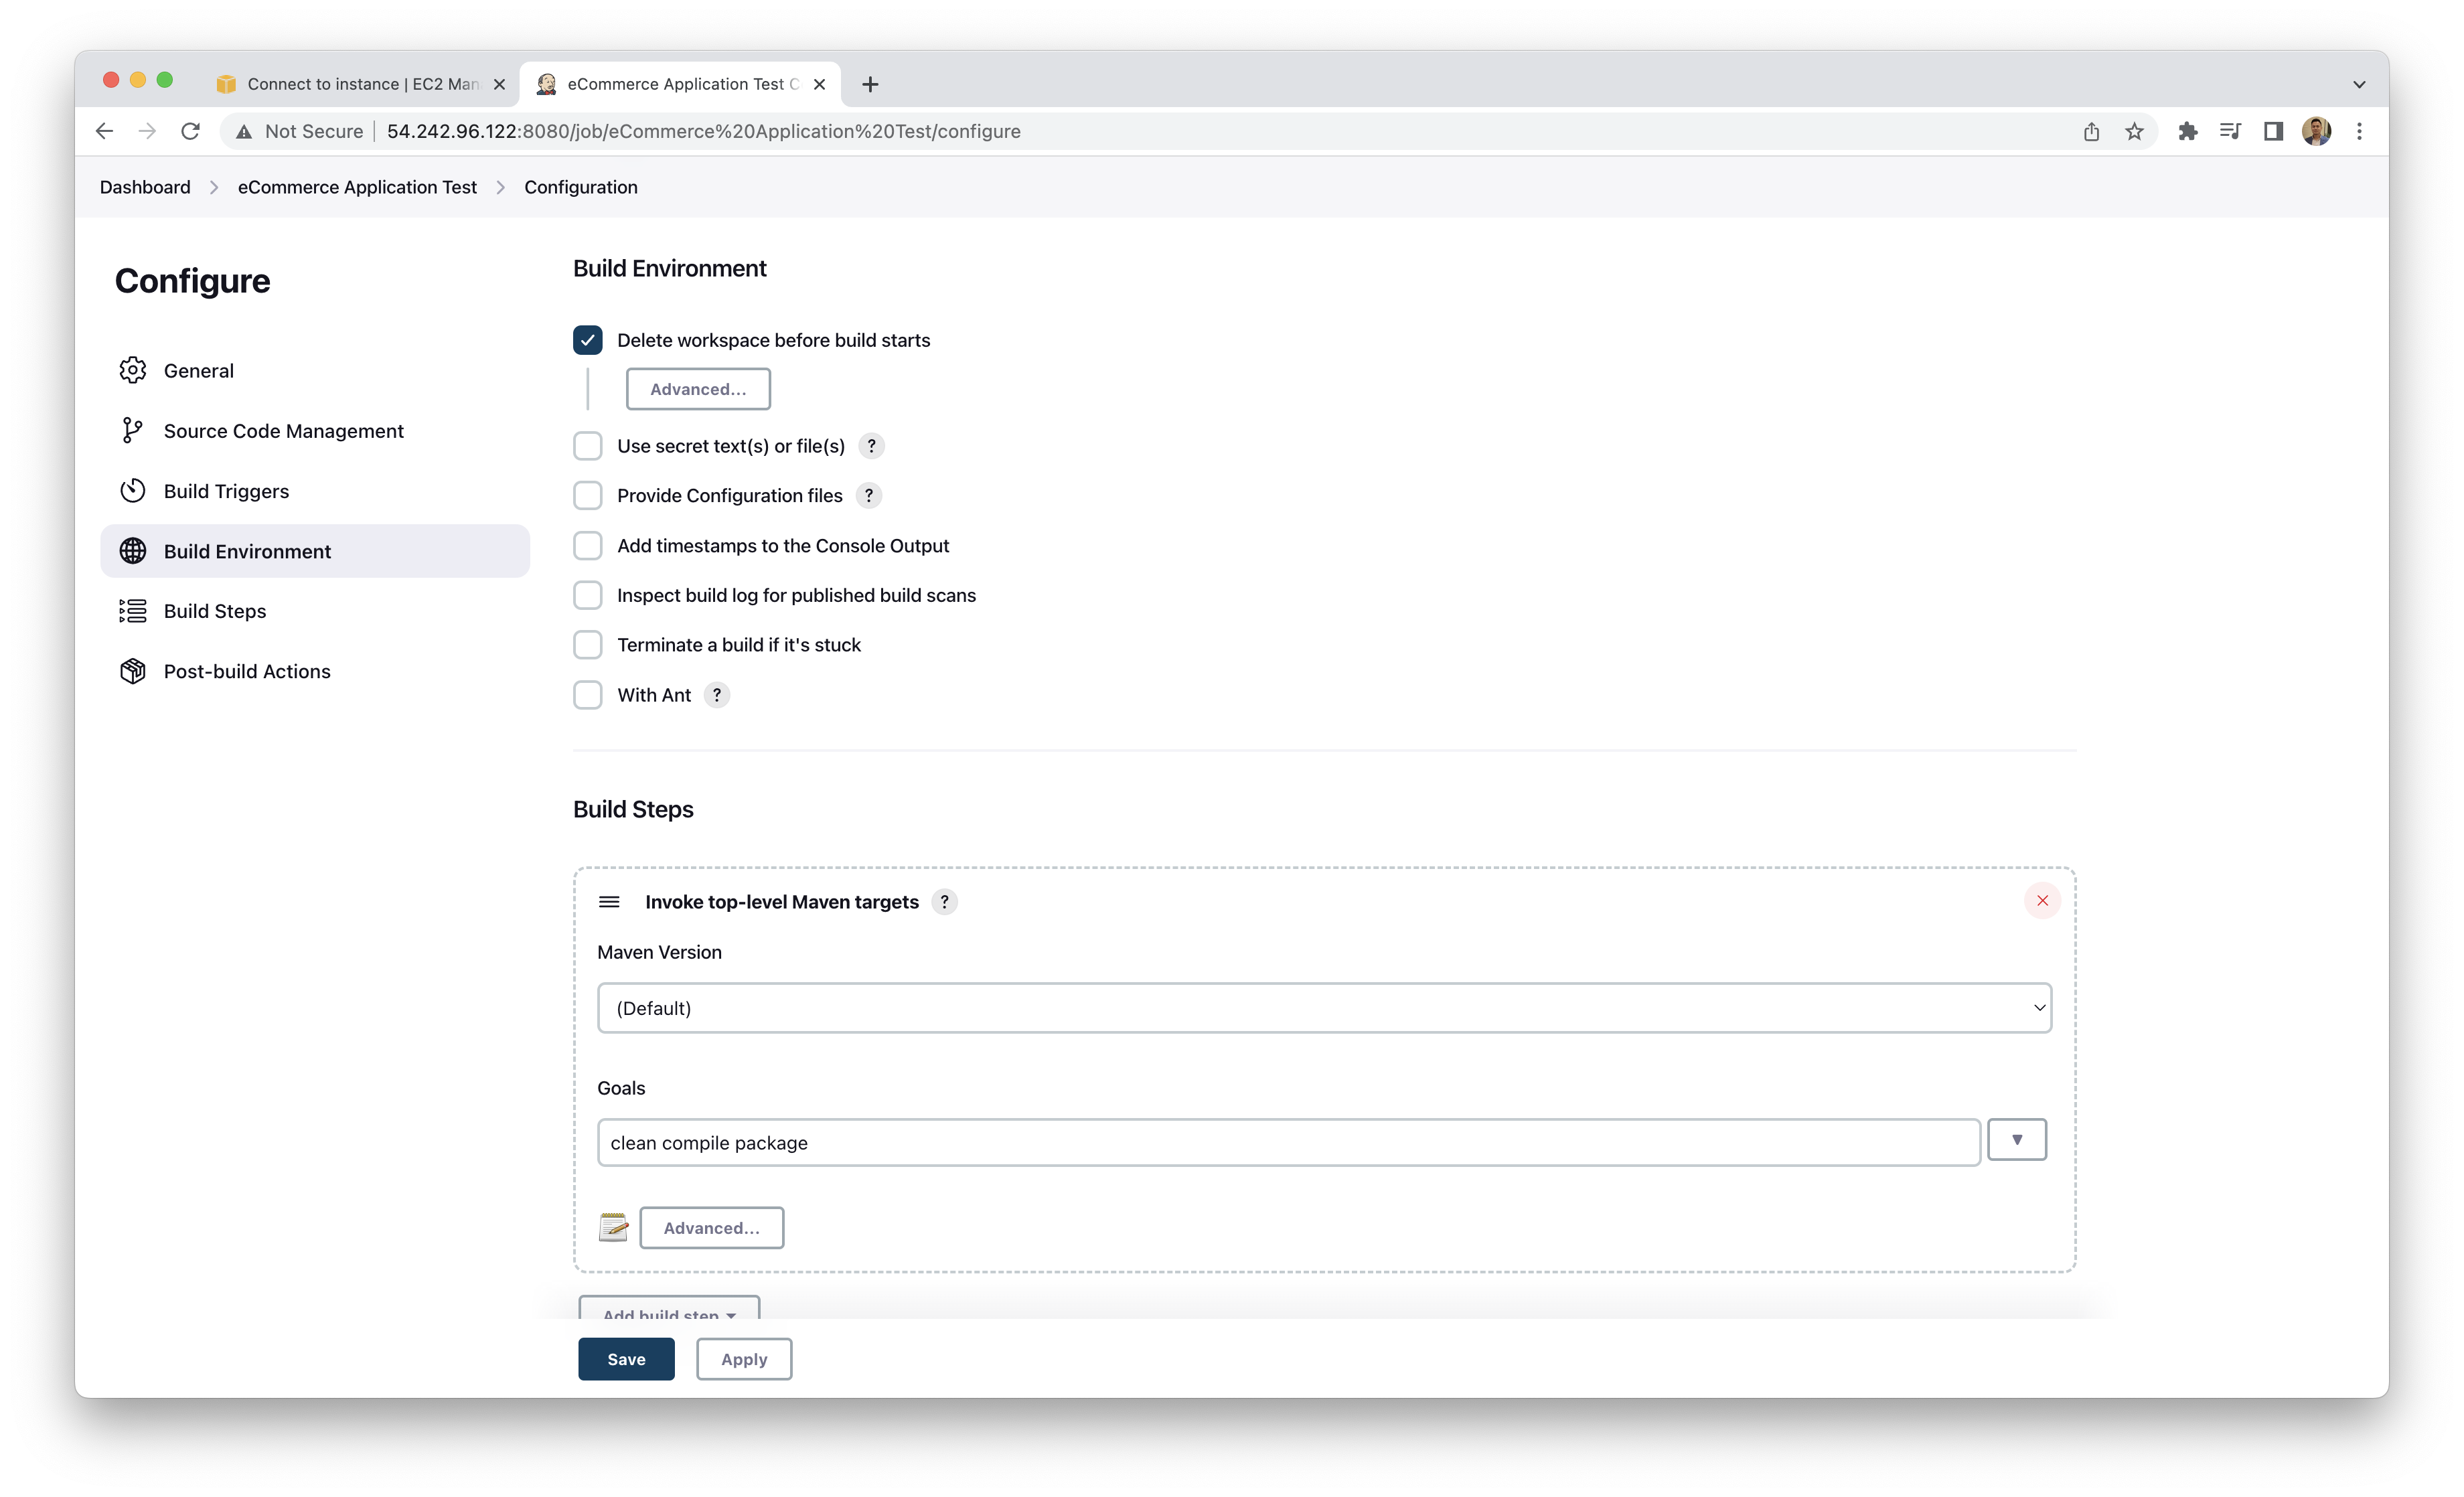 Connect to instance | EC2 Man
eCommerce Application Test C
Not Secure
54.242.96.122:8080/job/eCommerce%20Application%20Test/configure
Dashboard
eCommerce Application Test
Configuration
Configure
General
Source Code Management
Build Triggers
Build Environment
Build Steps
Post-build Actions
Build Environment
Delete workspace before build starts
Advanced...
Use secret text(s) or file(s) ?
Provide Configuration files ?
Add timestamps to the Console Output
Inspect build log for published build scans
Terminate a build if it's stuck
With Ant ?
Build Steps
Invoke top-level Maven targets ?
Maven Version
(Default)
Goals
clean compile package
Advanced...
Add build step
Save
Apply